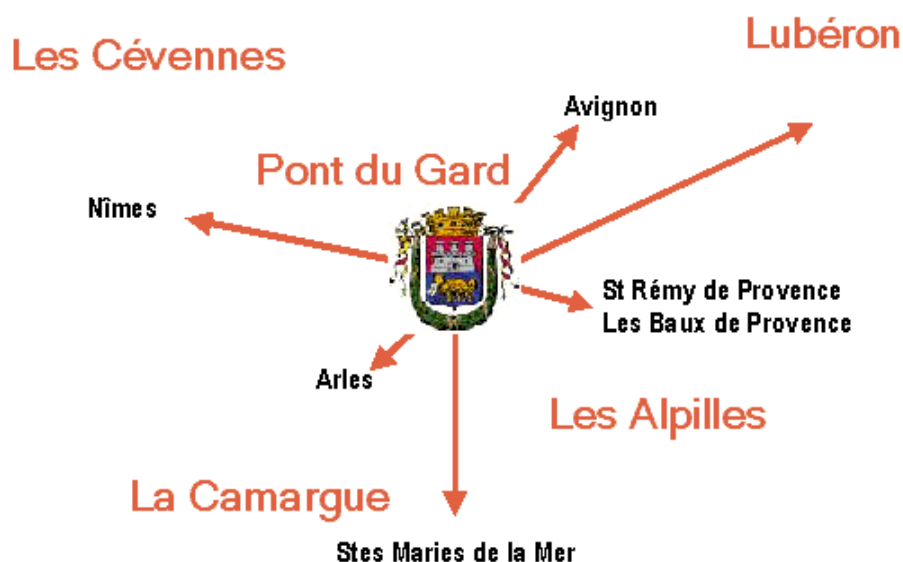 Lubéron
Les Cévennes
Avignon
Pont du Gard
Nîmes
St Rémy de Provence
Les Baux de Provence
Arles
Les Alpilles
La Camargue
Stes Maries de la Mer